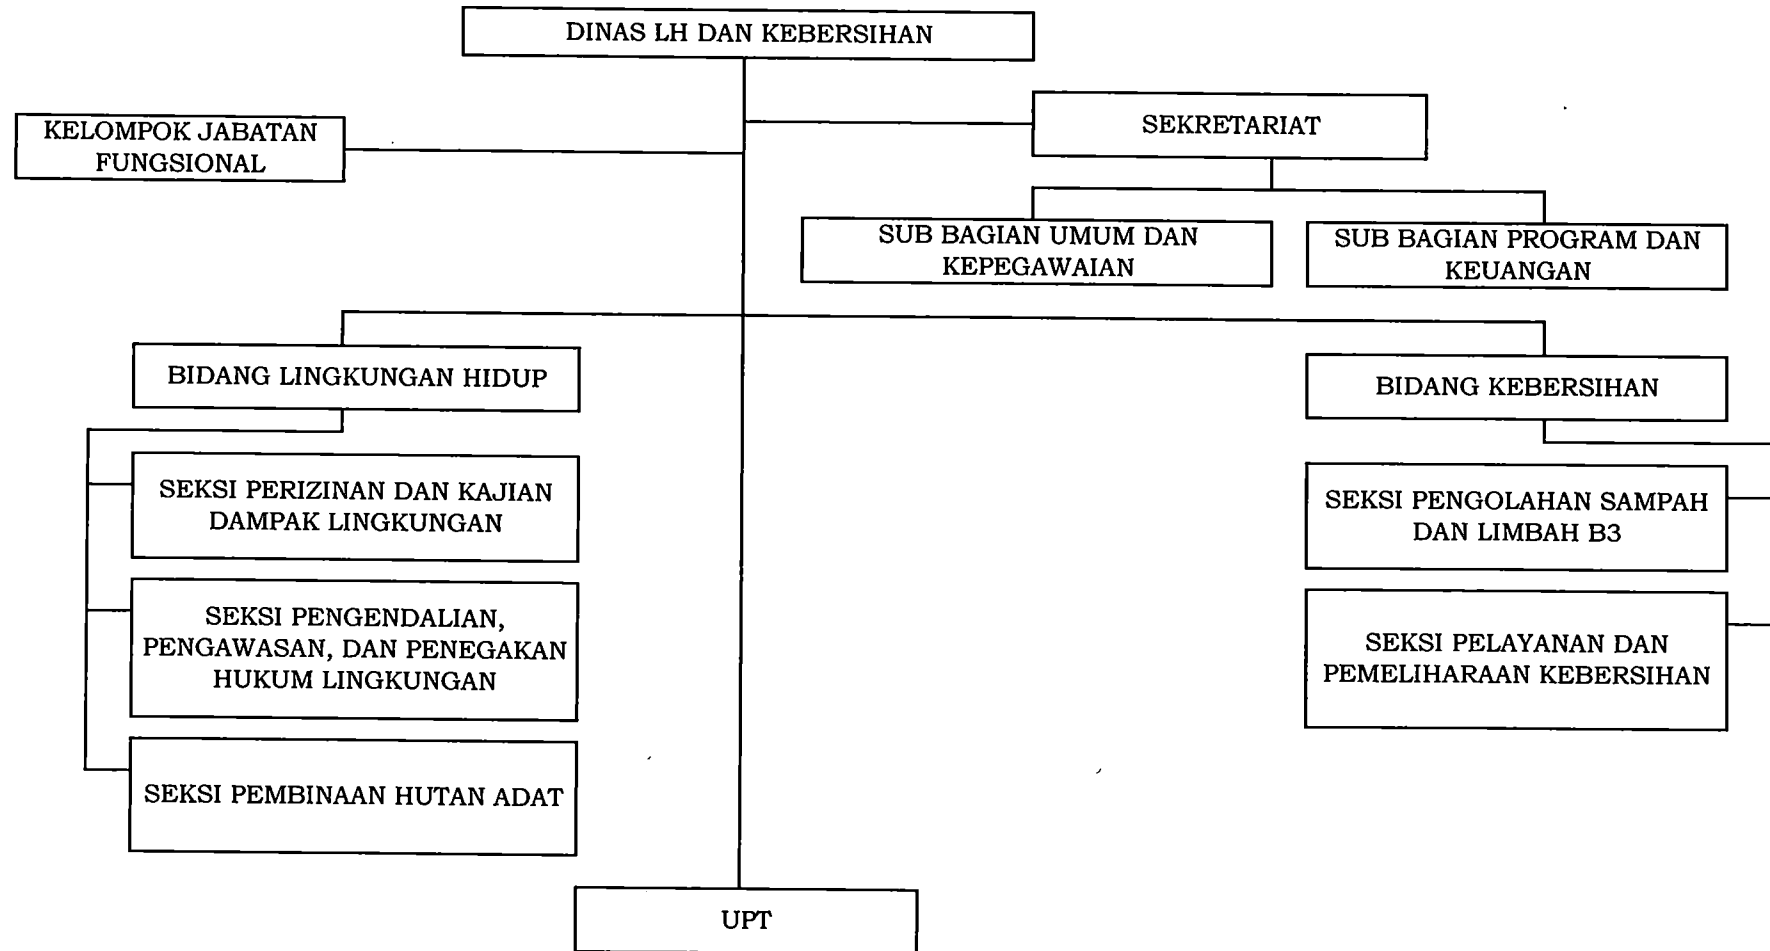 DINAS LH DAN KEBERSIHAN
SEKRETARIAT
KELOMPOK JABATAN
FUNGSIONAL
SUB BAGIAN UMUM DAN
KEPEGAWAIAN
SUB BAGIAN PROGRAM DAN
KEUANGAN
BIDANG LINGKUNGAN HIDUP
BIDANG KEBERSIHAN
SEKSI PERIZINAN DAN KAJIAN
DAMPAK LINGKUNGAN
SEKSI PENGENDALIAN,
PENGAWASAN, DAN PENEGAKAN
HUKUM LINGKUNGAN
SEKSI PEMBINAAN HUTAN ADAT
SEKSI PENGOLAHAN SAMPAH
DAN LIMBAH B3
SEKSI PELAYANAN DAN
PEMELIHARAAN KEBERSIHAN
UPT